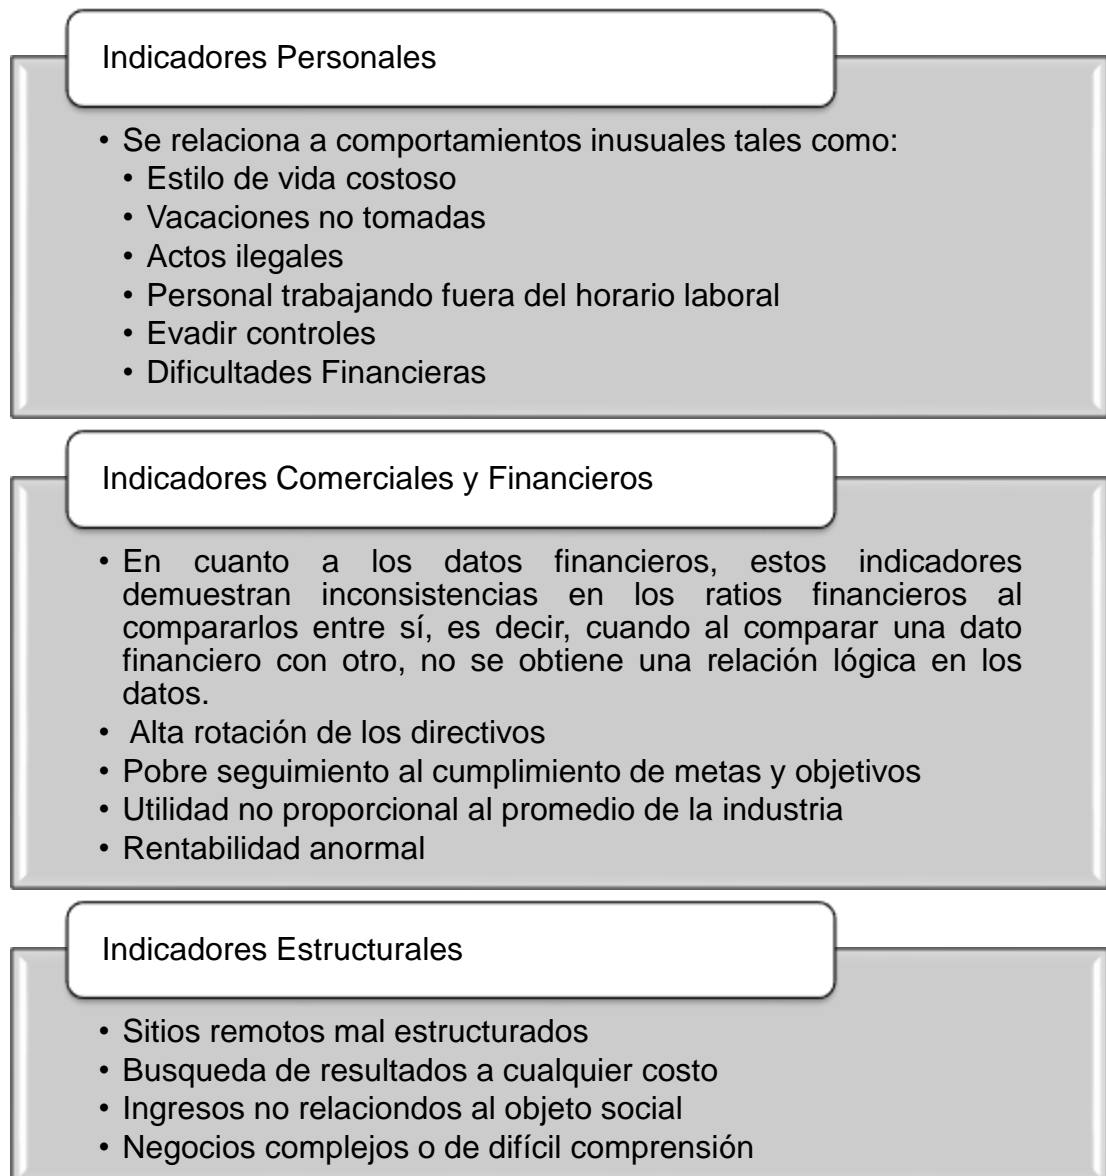 Indicadores Personales
• Se relaciona a comportamientos inusuales tales como:
• Estilo de vida costoso
• Vacaciones no tomadas
• Actos ilegales
• Personal trabajando fuera del horario laboral
• Evadir controles
• Dificultades Financieras
Indicadores Comerciales y Financieros
• En cuanto a los datos financieros, estos indicadores
demuestran inconsistencias en los ratios financieros al
compararlos entre sí, es decir, cuando al comparar una dato
financiero con otro, no se obtiene una relación lógica en los
datos.
• Alta rotación de los directivos
• Pobre seguimiento al cumplimiento de metas y objetivos
• Utilidad no proporcional al promedio de la industria
• Rentabilidad anormal
Indicadores Estructurales
• Sitios remotos mal estructurados
• Busqueda de resultados a cualquier costo
• Ingresos no relaciondos al objeto social
• Negocios complejos o de difícil comprensión